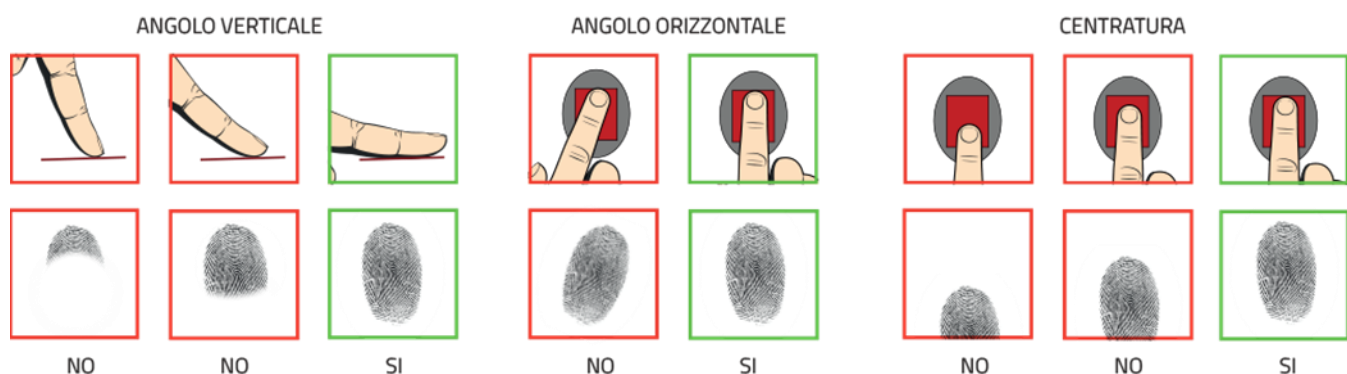 ANGOLO VERTICALE
ANGOLO ORIZZONTALE
CENTRATURA
NO
NO
SI
NO
SI
NO
NO
SI